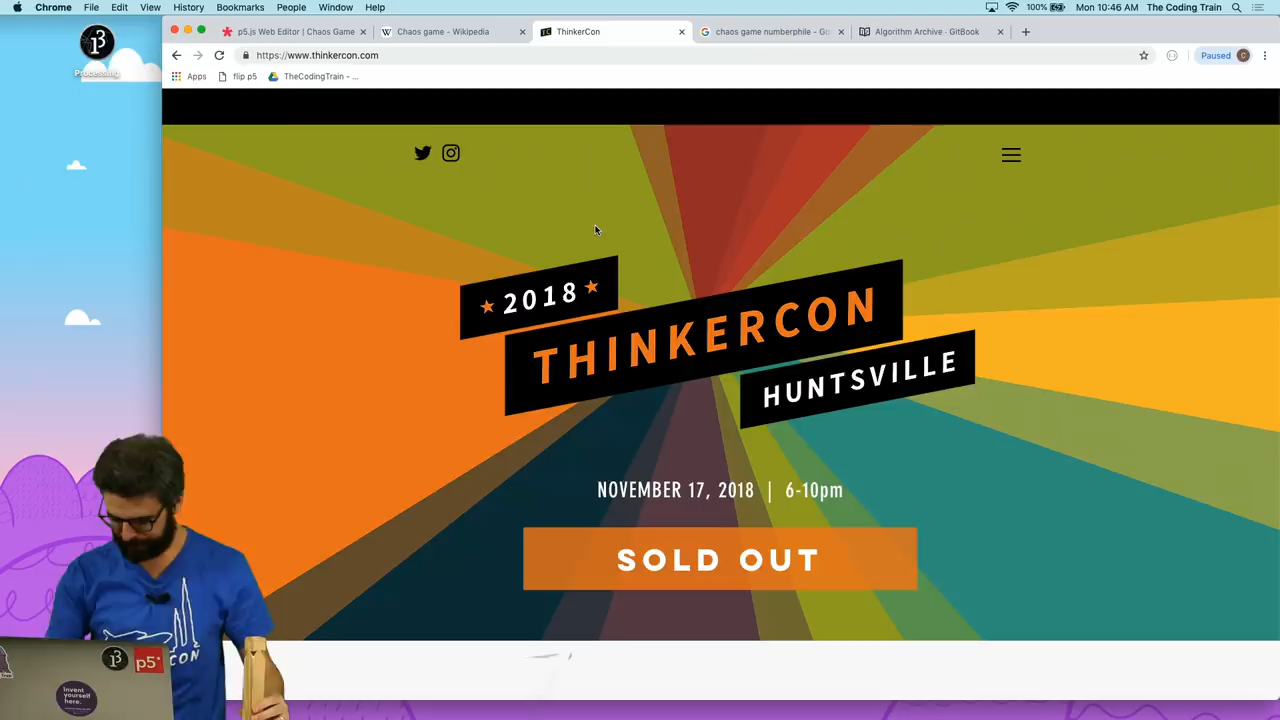 Chrome File Edit View History Bookmarks People Window Help
100% Mon 10:46 AM The Coding Train
Processing
p5.js Web Editor | Chaos Game
Chaos game - Wikipedia
ThinkerCon
chaos game numberphile - Go
Algorithm Archive · GitBook
https://www.thinkercon.com
Paused C
Apps flip p5 TheCodingTrain - ...
2018
THINKERCON
HUNTSVILLE
NOVEMBER 17, 2018 | 6-10pm
SOLD OUT
CON
p5*
Invent
yourself
here.